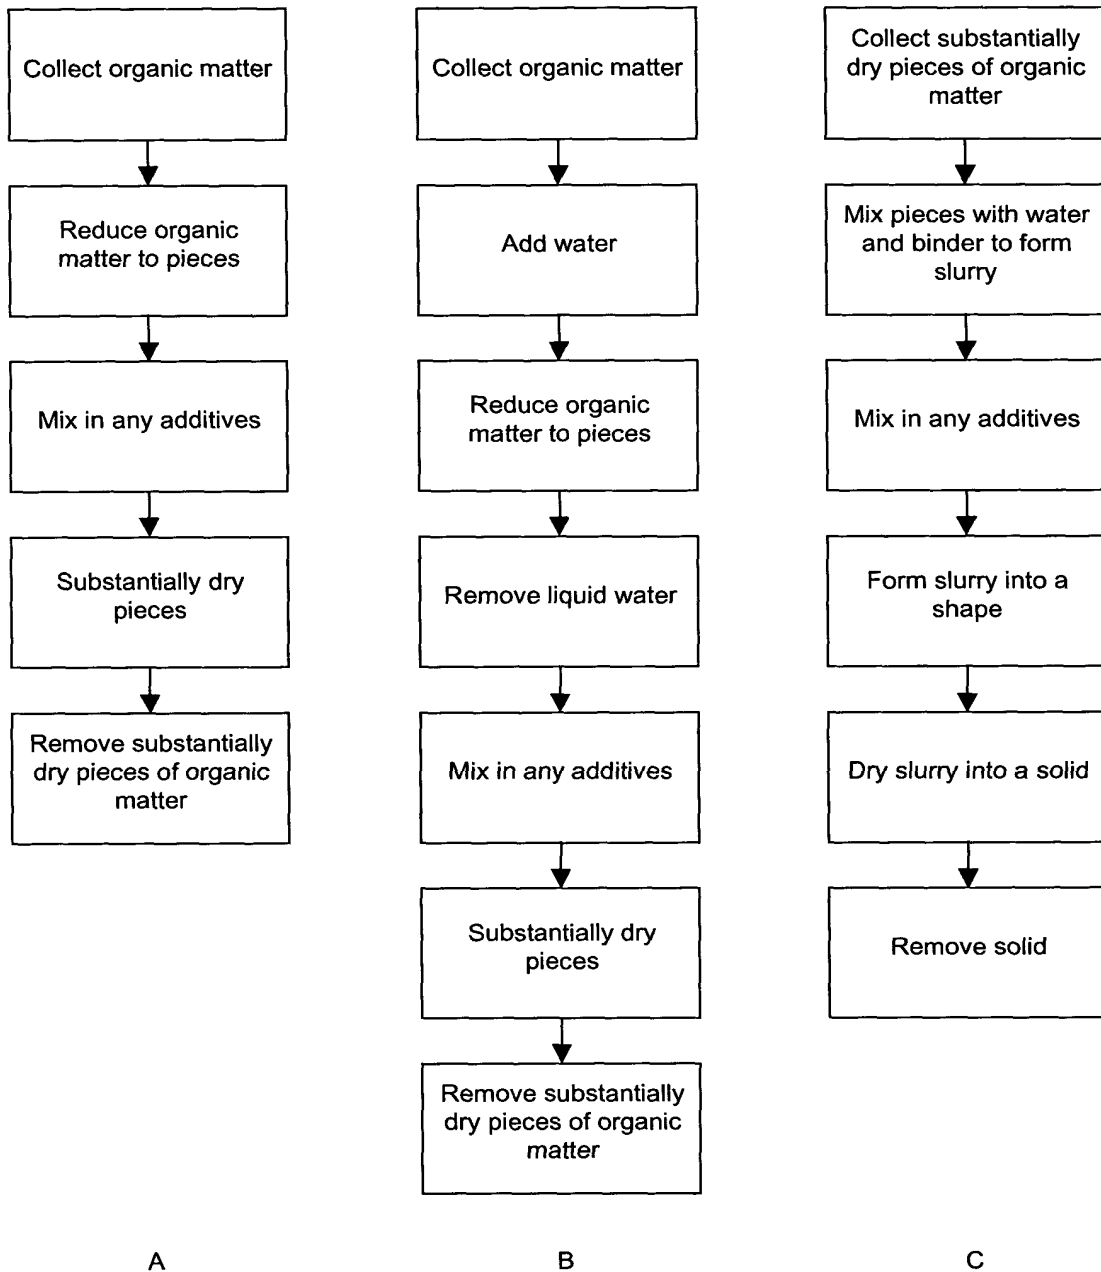 Collect organic matter
Reduce organic
matter to pieces
Mix in any additives
Substantially dry
pieces
Remove substantially
dry pieces of organic
matter
A
Collect organic matter
Add water
Reduce organic
matter to pieces
Remove liquid water
Mix in any additives
Substantially dry
pieces
Remove substantially
dry pieces of organic
matter
B
Collect substantially
dry pieces of organic
matter
Mix pieces with water
and binder to form
slurry
Mix in any additives
Form slurry into a
shape
Dry slurry into a solid
Remove solid
C